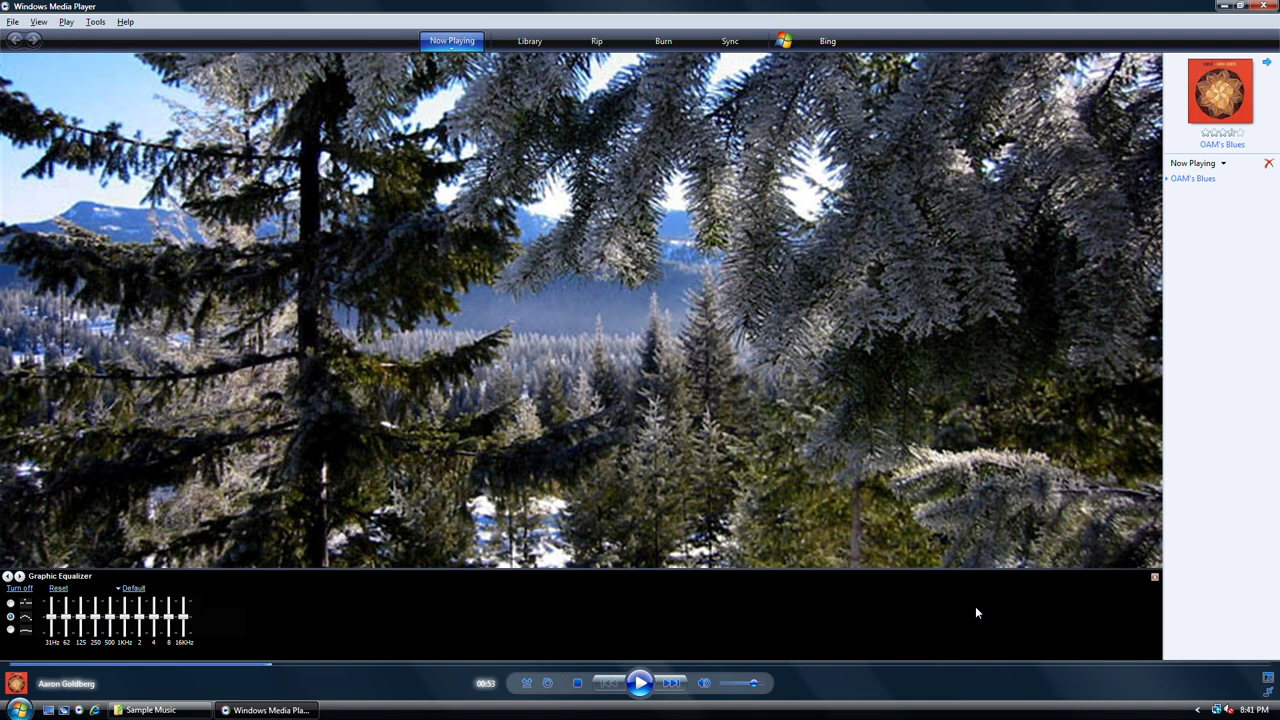 Windows Media Player
File View Play Tools Help
Now Playing Library Rip Burn Sync Bing
OAM's Blues
Now Playing
OAM's Blues
Graphic Equalizer
Turn off Reset Default
31Hz 62 125 250 500 1KHz 2 4 8 16KHz
Aaron Goldberg 00:53
Sample Music Windows Media Pla... 8:41 PM